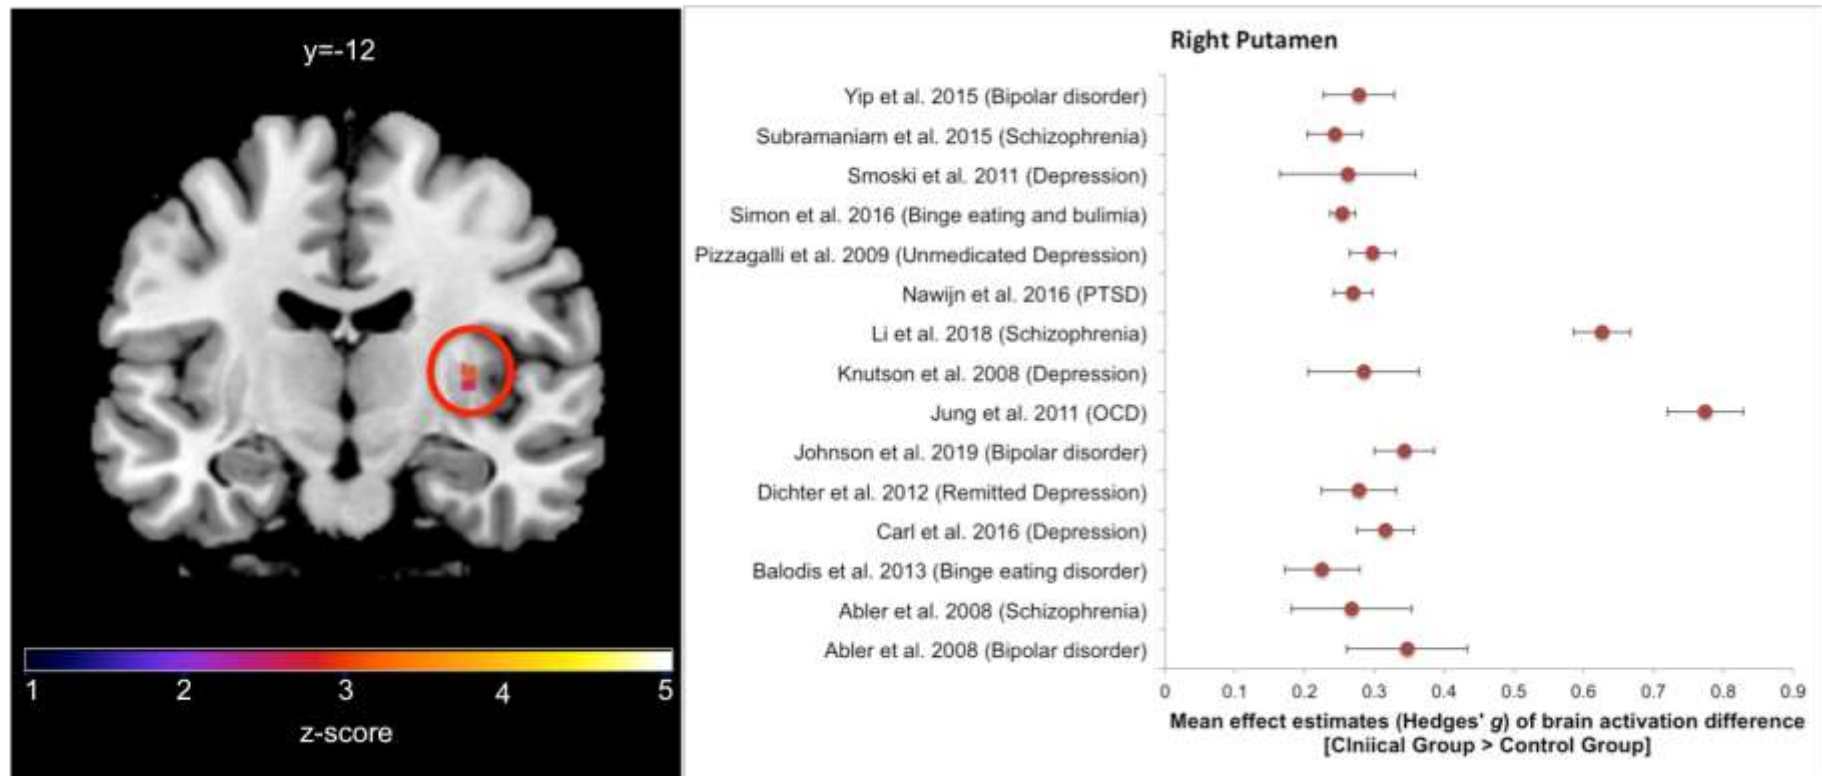 y=-12
1 2 3 4 5
z-score
Right Putamen
Yip et al. 2015 (Bipolar disorder)
Subramaniam et al. 2015 (Schizophrenia)
Smoski et al. 2011 (Depression)
Simon et al. 2016 (Binge eating and bulimia)
Pizzagalli et al. 2009 (Unmedicated Depression)
Nawijn et al. 2016 (PTSD)
Li et al. 2018 (Schizophrenia)
Knutson et al. 2008 (Depression)
Jung et al. 2011 (OCD)
Johnson et al. 2019 (Bipolar disorder)
Dichter et al. 2012 (Remitted Depression)
Carl et al. 2016 (Depression)
Balodis et al. 2013 (Binge eating disorder)
Abler et al. 2008 (Schizophrenia)
Abler et al. 2008 (Bipolar disorder)
0 0.1 0.2 0.3 0.4 0.5 0.6 0.7 0.8 0.9
Mean effect estimates (Hedges' g) of brain activation difference
[Clniical Group > Control Group]